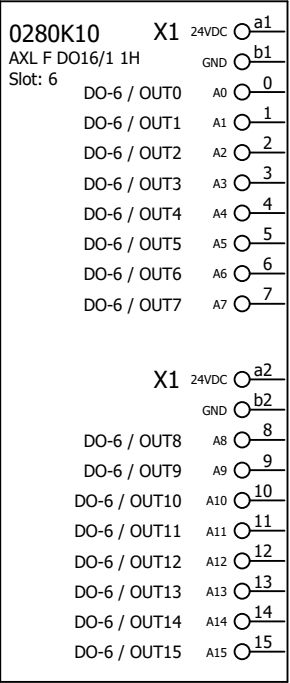 0280K10 X1 24VDC a1
AXL F DO16/1 1H GND b1
Slot: 6
DO-6 / OUT0 A0 0
DO-6 / OUT1 A1 1
DO-6 / OUT2 A2 2
DO-6 / OUT3 A3 3
DO-6 / OUT4 A4 4
DO-6 / OUT5 A5 5
DO-6 / OUT6 A6 6
DO-6 / OUT7 A7 7
X1 24VDC a2
GND b2
DO-6 / OUT8 A8 8
DO-6 / OUT9 A9 9
DO-6 / OUT10 A10 10
DO-6 / OUT11 A11 11
DO-6 / OUT12 A12 12
DO-6 / OUT13 A13 13
DO-6 / OUT14 A14 14
DO-6 / OUT15 A15 15